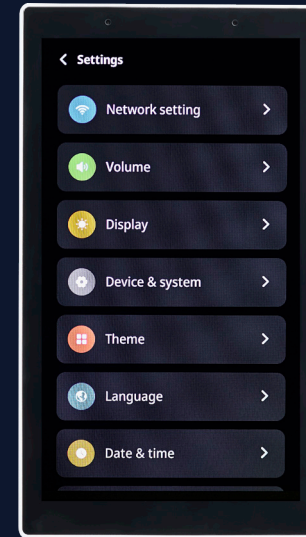 Settings
Network setting
Volume
Display
Device & system
Theme
Language
Date & time